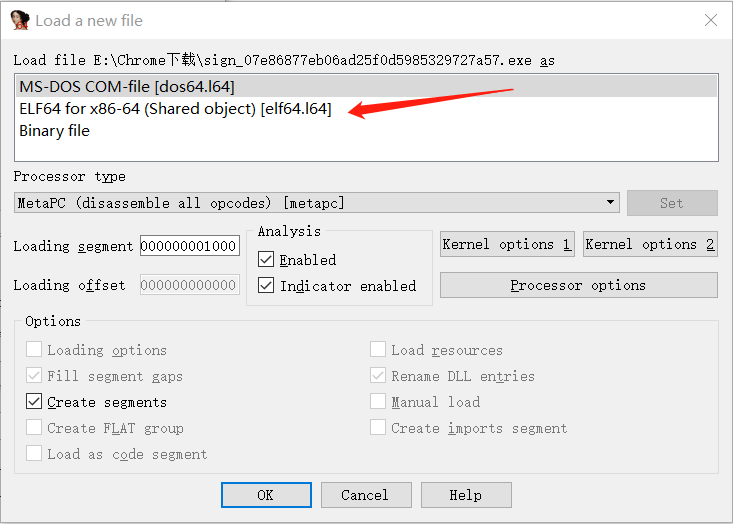 Load a new file
Load file E:\Chrome下载\sign_07e86877eb06ad25f0d5985329727a57.exe as
MS-DOS COM-file [dos64.l64]
ELF64 for x86-64 (Shared object) [elf64.l64]
Binary file
Processor type
MetaPC (disassemble all opcodes) [metapc]
Set
Analysis
Loading segment 000000001000
Enabled
Kernel options 1
Kernel options 2
Loading offset 000000000000
Indicator enabled
Processor options
Options
Loading options
Load resources
Fill segment gaps
Rename DLL entries
Create segments
Manual load
Create FLAT group
Create imports segment
Load as code segment
OK
Cancel
Help